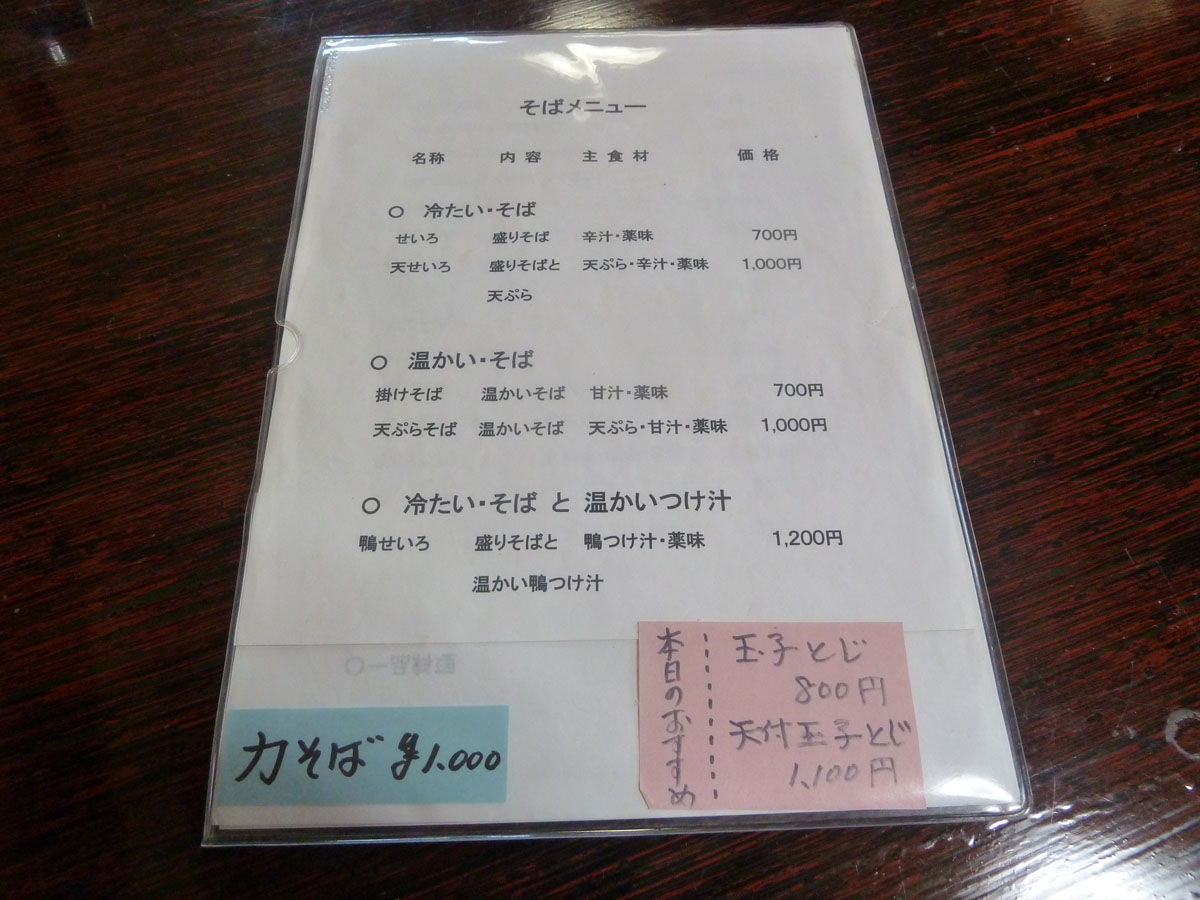 そばメニュー
名称 内容 主食材 価格
○ 冷たい・そば
せいろ 盛りそば 辛汁・薬味 700円
天せいろ 盛りそばと 天ぷら・辛汁・薬味 1,000円
天ぷら
○ 温かい・そば
掛けそば 温かいそば 甘汁・薬味 700円
天ぷらそば 温かいそば 天ぷら・甘汁・薬味 1,000円
○ 冷たい・そば と 温かいつけ汁
鴨せいろ 盛りそばと 鴨つけ汁・薬味 1,200円
温かい鴨つけ汁
○一品料理
力そば ¥1.000
本日のおすすめ
玉子とじ
800円
天付玉子とじ
1,100円